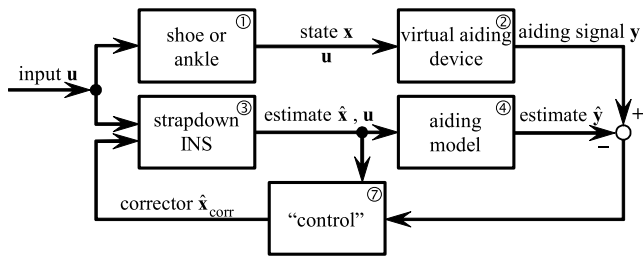 ①
shoe or
ankle
state x
u
②
virtual aiding
device
aiding signal y
input u
+
③
strapdown
INS
estimate x̂ , u
④
aiding
model
estimate ŷ
−
⑦
"control"
corrector x̂corr